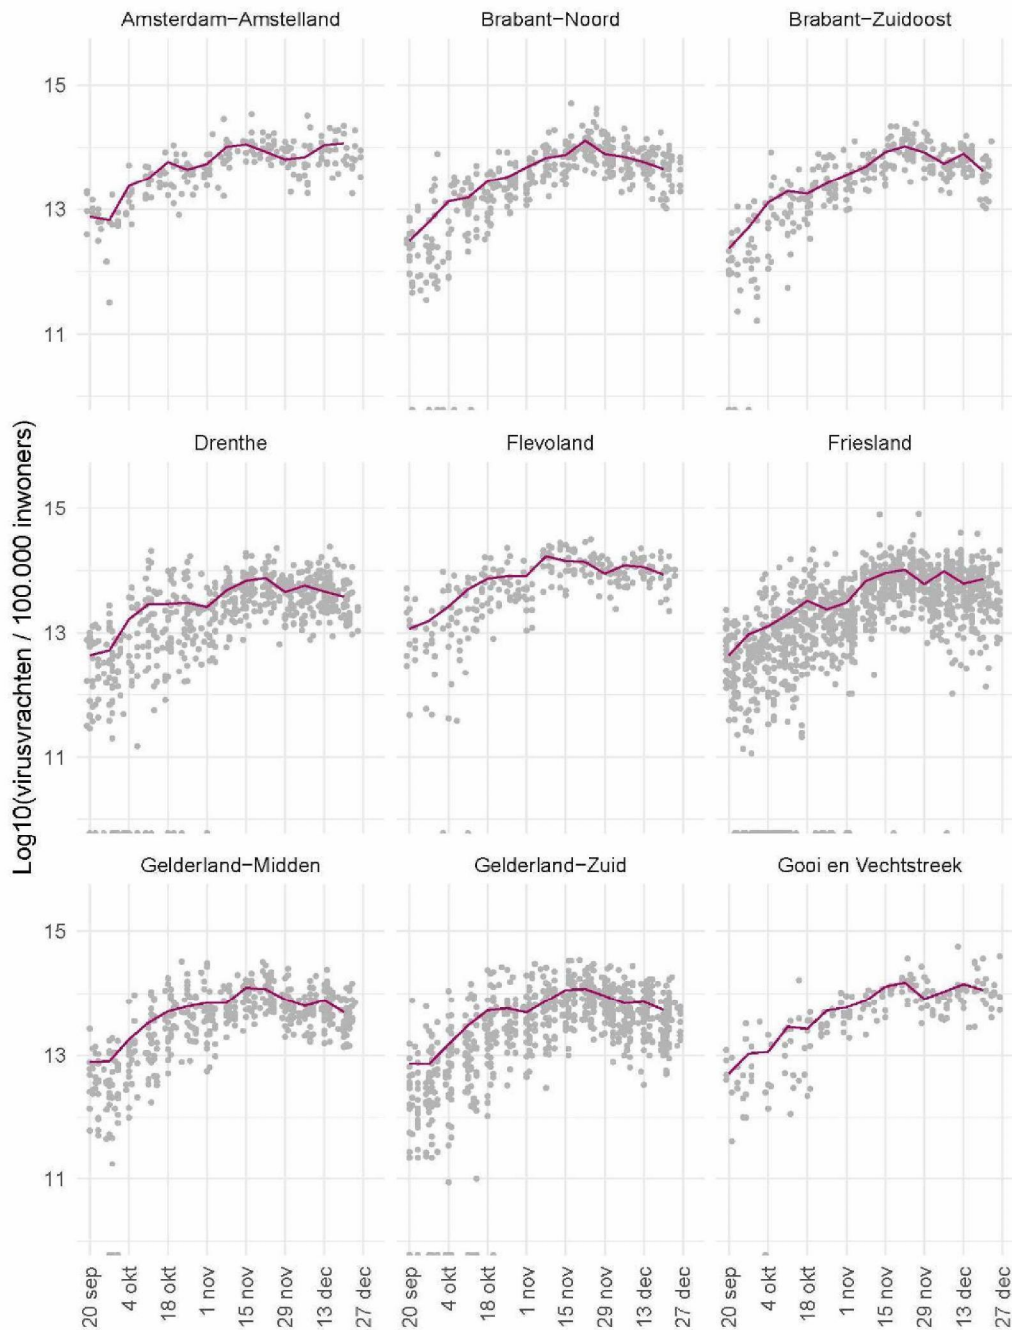 Amsterdam−Amstelland
Brabant−Noord
Brabant−Zuidoost
15
13
11
Drenthe
Flevoland
Friesland
15
13
11
Log10(virusvrachten / 100.000 inwoners)
Gelderland−Midden
Gelderland−Zuid
Gooi en Vechtstreek
15
13
11
20 sep
4 okt
18 okt
1 nov
15 nov
29 nov
13 dec
27 dec
20 sep
4 okt
18 okt
1 nov
15 nov
29 nov
13 dec
27 dec
20 sep
4 okt
18 okt
1 nov
15 nov
29 nov
13 dec
27 dec